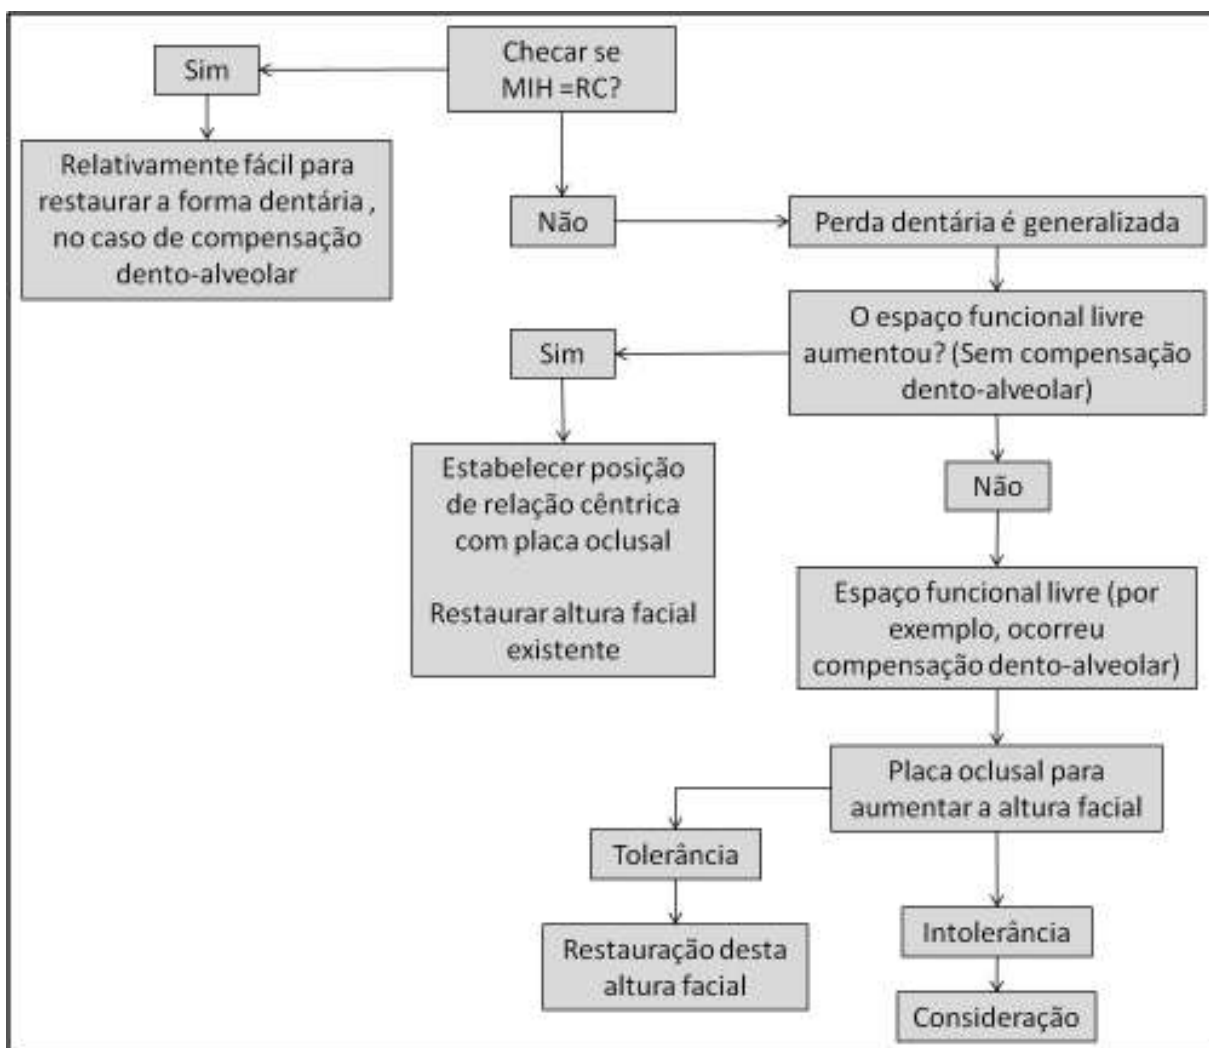 Checar se
MIH =RC?
Sim
Relativamente fácil para
restaurar a forma dentária ,
no caso de compensação
dento-alveolar
Não
Perda dentária é generalizada
O espaço funcional livre
aumentou? (Sem compensação
dento-alveolar)
Sim
Estabelecer posição
de relação cêntrica
com placa oclusal
Restaurar altura facial
existente
Não
Espaço funcional livre (por
exemplo, ocorreu
compensação dento-alveolar)
Placa oclusal para
aumentar a altura facial
Tolerância
Restauração desta
altura facial
Intolerância
Consideração